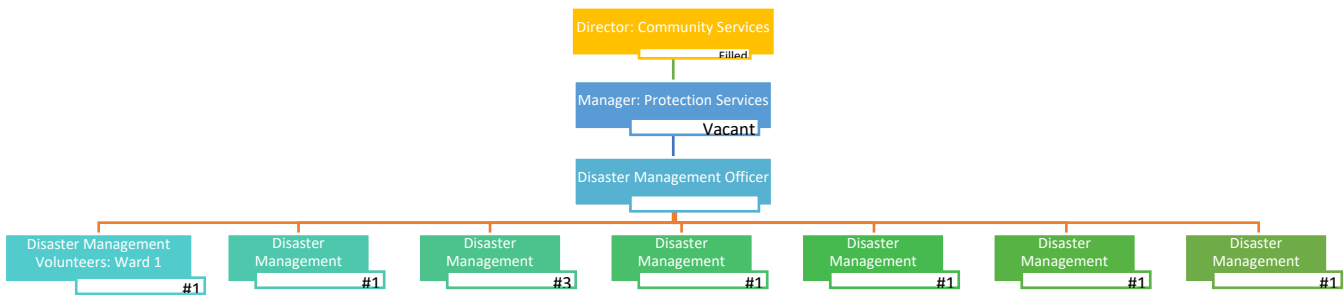 Director: Community Services
Filled
Manager: Protection Services
Vacant
Disaster Management Officer
Disaster Management
Volunteers: Ward 1
#1
Disaster
Management
#1
Disaster
Management
#3
Disaster
Management
#1
Disaster
Management
#1
Disaster
Management
#1
Disaster
Management
#1